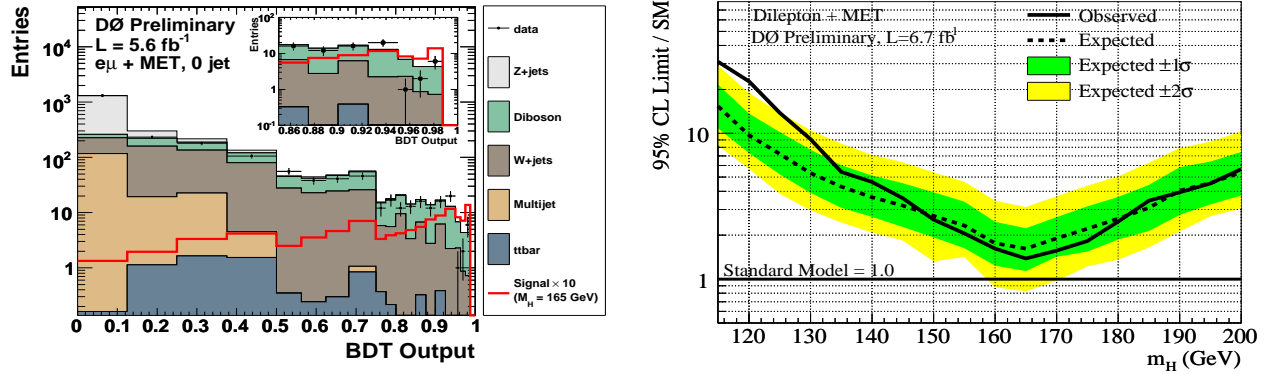 Entries
10⁴
10³
10²
10
1
DØ Preliminary
L = 5.6 fb⁻¹
eμ + MET, 0 jet
Entries
10²
10
1
10⁻¹
0.86 0.88 0.9 0.92 0.94 0.96 0.98 1
BDT Output
0 0.1 0.2 0.3 0.4 0.5 0.6 0.7 0.8 0.9 1
BDT Output
data
Z+jets
Diboson
W+jets
Multijet
ttbar
Signal × 10
(M_H = 165 GeV)
95% CL Limit / SM
10
1
Dilepton + MET
DØ Preliminary, L=6.7 fb¹
Observed
Expected
Expected ±1σ
Expected ±2σ
Standard Model = 1.0
120 130 140 150 160 170 180 190 200
m_H (GeV)